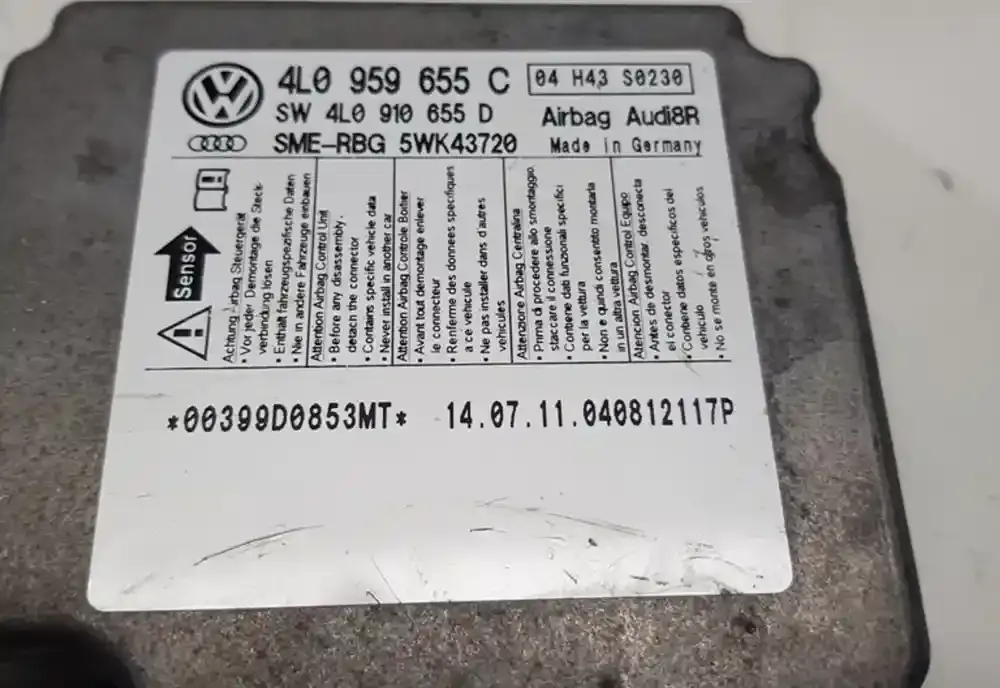 4L0 959 655 C
04 H43 S0230
SW 4L0 910 655 D
Airbag Audi8R
SME-RBG 5WK43720
Made in Germany
Sensor
Achtung Airbag Steuergerät
• Vor jeder Demontage die Steck-
verbindung lösen
• Enthält fahrzeugspezifische Daten
• Nie in andere Fahrzeuge einbauen
Attention Airbag Control Unit
• Before any disassembly,
detach the connector
• Contains specific vehicle data
• Never install in another car
Attention Airbag Controle Boitier
• Avant tout demontage enlever
le connecteur
• Renferme des donnees specifiques
a ce vehicule
• Ne pas installer dans d'autres
vehicules
Attenzione Airbag Centralina
• Prima di procedere allo smontaggio
staccare il connessione
• Contiene dati funzionali specifici
per la vettura
• Non e quindi consentito montarla
in un altra vettura
Atencion Airbag Control Equipo
• Antes de desmontar, desconecta
el conector
• Contiene datos especificos del
vehiculo
• No se monte en otros vehiculos
*00399D0853MT* 14.07.11.040812117P